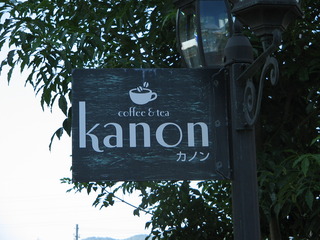 coffee & tea
kanon
カノン